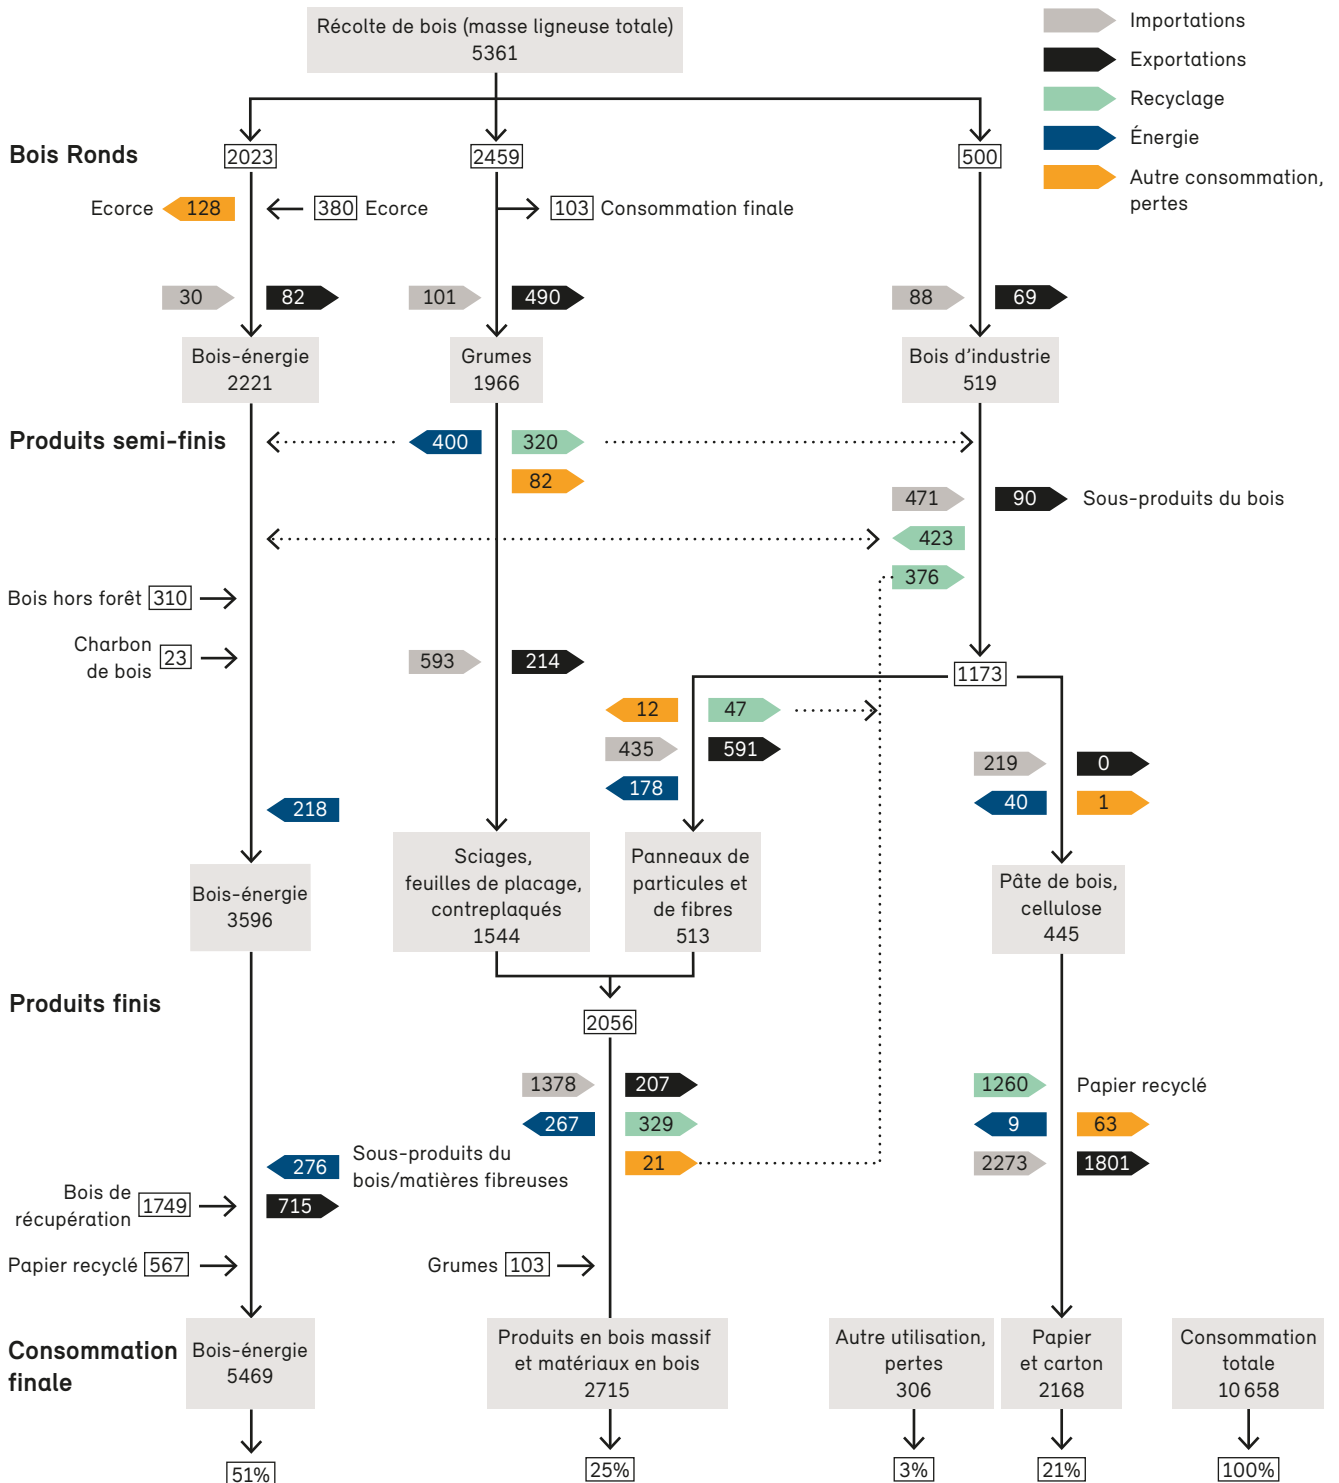 Récolte de bois (masse ligneuse totale)
5361
Importations
Exportations
Recyclage
Énergie
Autre consommation,
pertes
Bois Ronds
2023
2459
500
Ecorce
128
380
Ecorce
103
Consommation finale
30
82
101
490
88
69
Bois-énergie
2221
Grumes
1966
Bois d'industrie
519
Produits semi-finis
400
320
82
471
90
Sous-produits du bois
423
376
Bois hors forêt
310
Charbon
de bois
23
593
214
1173
12
47
435
591
178
219
0
40
1
218
Bois-énergie
3596
Sciages,
feuilles de placage,
contreplaqués
1544
Panneaux de
particules et
de fibres
513
Pâte de bois,
cellulose
445
Produits finis
2056
1378
207
267
329
21
1260
Papier recyclé
9
63
2273
1801
276
Sous-produits du
bois/matières fibreuses
Bois de
récupération
1749
715
Papier recyclé
567
Grumes
103
Consommation
finale
Bois-énergie
5469
Produits en bois massif
et matériaux en bois
2715
Autre utilisation,
pertes
306
Papier
et carton
2168
Consommation
totale
10 658
51%
25%
3%
21%
100%